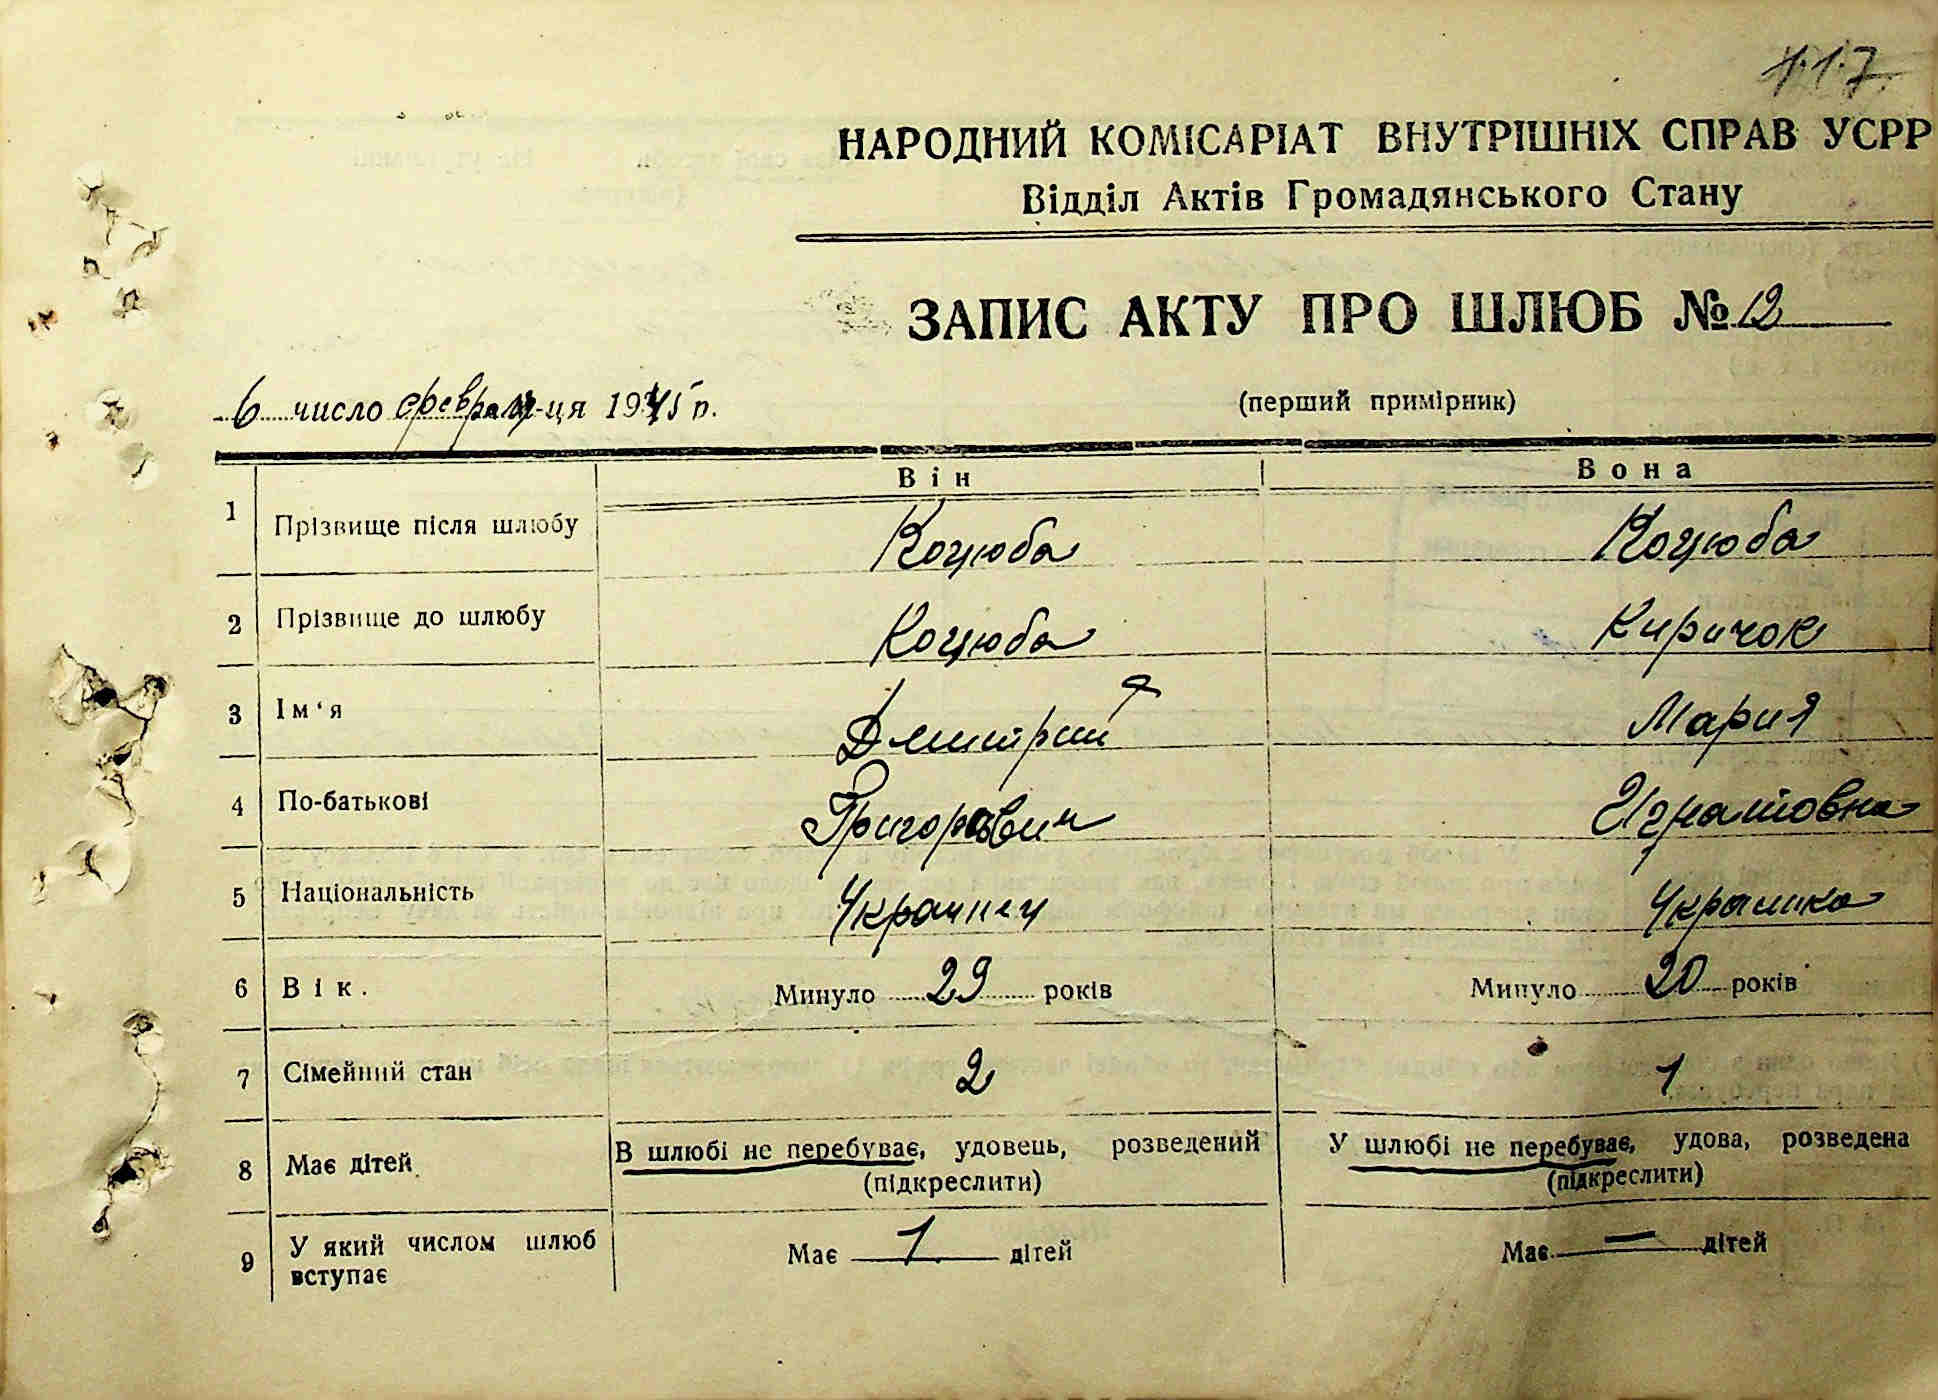 117
НАРОДНИЙ КОМІСАРІАТ ВНУТРІШНІХ СПРАВ УСРР
Відділ Актів Громадянського Стану
ЗАПИС АКТУ ПРО ШЛЮБ № 12
6 число февраля-ця 1945 р. (перший примірник)
Він Вона
1 Прізвище після шлюбу Коцюба Коцюба
2 Прізвище до шлюбу Коцюба Киричок
3 Ім'я Дмитрий Мария
4 По-батькові Григорович Игнатовна
5 Національність Украинец Украинка
6 Вік. Минуло 29 років Минуло 20 років
7 Сімейний стан 2 1
8 Має дітей В шлюбі не перебуває, удовець, розведений У шлюбі не перебуває, удова, розведена
(підкреслити) (підкреслити)
9 У який числом шлюб вступає Має 1 дітей Має — дітей